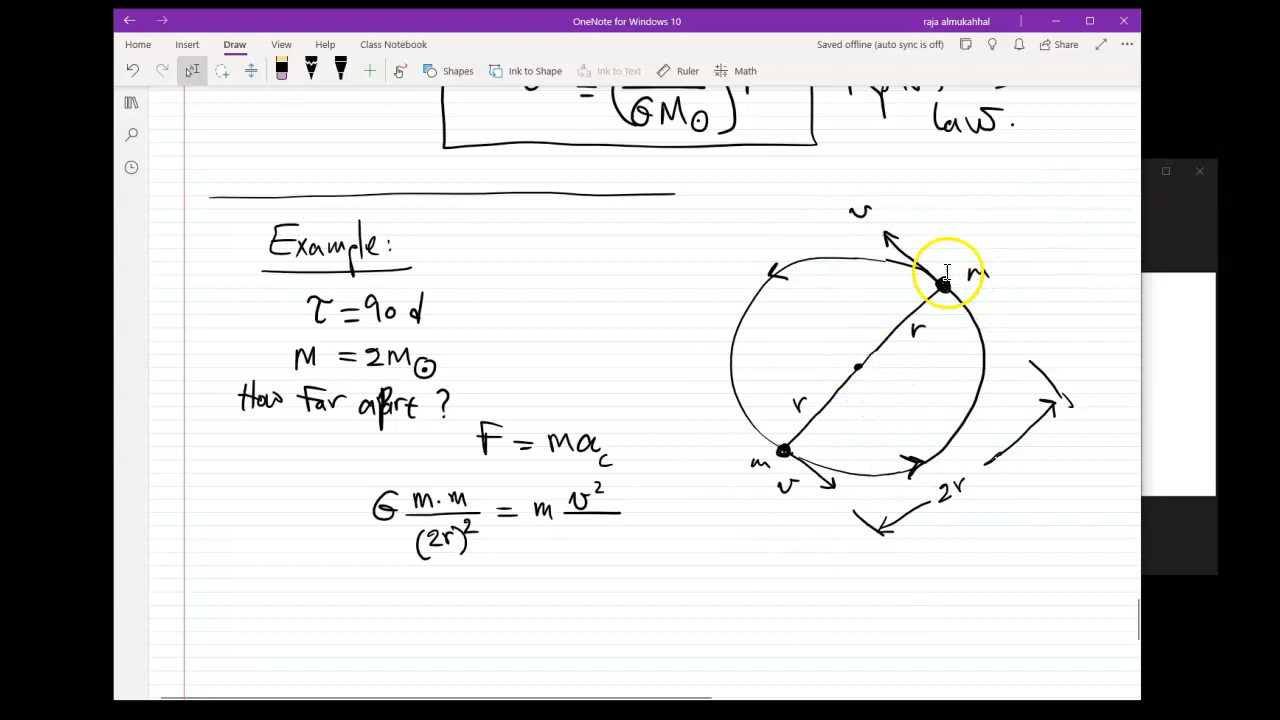 OneNote for Windows 10
raja almukahhal
Home Insert Draw View Help Class Notebook
Saved offline (auto sync is off)
Share
Shapes
Ink to Shape
Ink to Text
Ruler
Math
GM⊙
law.
Example:
τ = 90 d
M = 2M⊙
How Far apart ?
F = ma_c
G m·m/(2r)² = m v²
v
m
r
r
m
v
2r